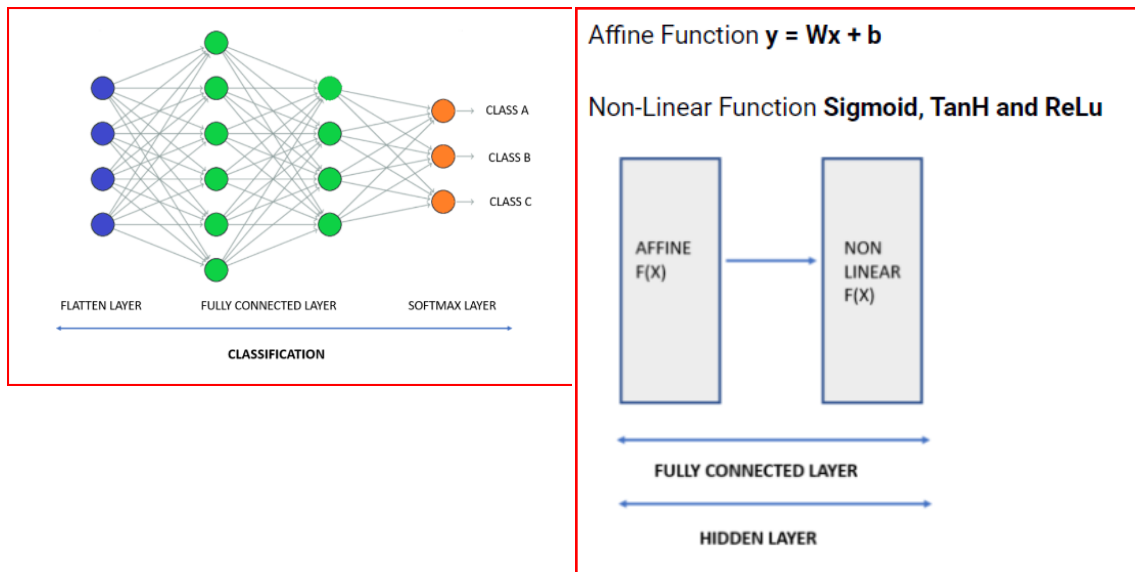 CLASS A
CLASS B
CLASS C
FLATTEN LAYER FULLY CONNECTED LAYER SOFTMAX LAYER
CLASSIFICATION
Affine Function y = Wx + b
Non-Linear Function Sigmoid, TanH and ReLu
AFFINE
F(X)
NON
LINEAR
F(X)
FULLY CONNECTED LAYER
HIDDEN LAYER